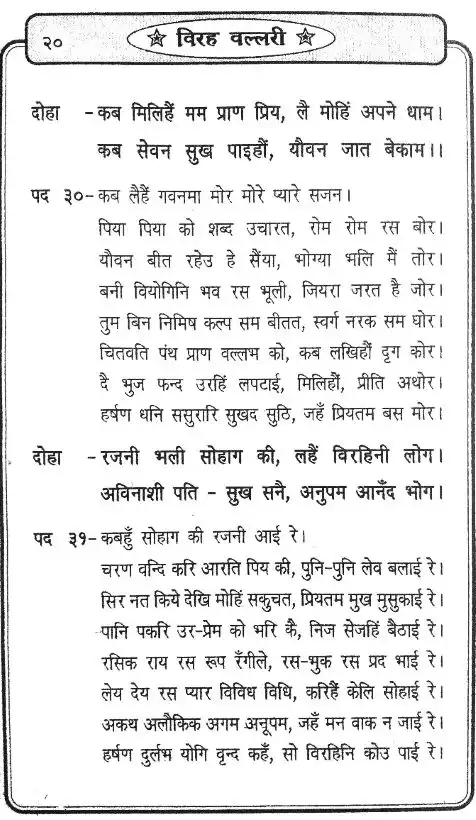 २०
विरह वल्लरी
दोहा - कब मिलिहैं मम प्राण प्रिय, लै मोहिं अपने धाम।
कब सेवन सुख पाइहौं, यौवन जात बेकाम।।
पद ३०- कब लैहैं गवनमा मोर मोरे प्यारे सजन।
पिया पिया को शब्द उचारत, रोम रोम रस बोर।
यौवन बीत रहेउ हे सैंया, भोग्या भलि मैं तोर।
बनी वियोगिनि भव रस भूली, जियरा जरत है जोर।
तुम बिन निमिष कल्प सम बीतत, स्वर्ग नरक सम घोर।
चितवति पंथ प्राण वल्लभ को, कब लखिहौं दृग कोर।
दै भुज फन्द उरहिं लपटाई, मिलिहौं, प्रीति अथोर।
हर्षण धनि ससुरारि सुखद सुठि, जहँ प्रियतम बस मोर।
दोहा - रजनी भली सोहाग की, लहैं विरहिनी लोग।
अविनाशी पति - सुख सनै, अनुपम आनँद भोग।
पद ३१- कबहुँ सोहाग की रजनी आई रे।
चरण वन्दि करि आरति पिय की, पुनि-पुनि लेव बलाई रे।
सिर नत किये देखि मोहिं सकुचत, प्रियतम मुख मुसुकाई रे।
पानि पकरि उर-प्रेम को भरि कै, निज सेजहिं बैठाई रे।
रसिक राय रस रूप रँगीले, रस-भुक रस प्रद भाई रे।
लेय देय रस प्यार विविध विधि, करिहैं केलि सोहाई रे।
अकथ अलौकिक अगम अनूपम, जहँ मन वाक न जाई रे।
हर्षण दुर्लभ योगि वृन्द कहँ, सो विरहिनि कोउ पाई रे।